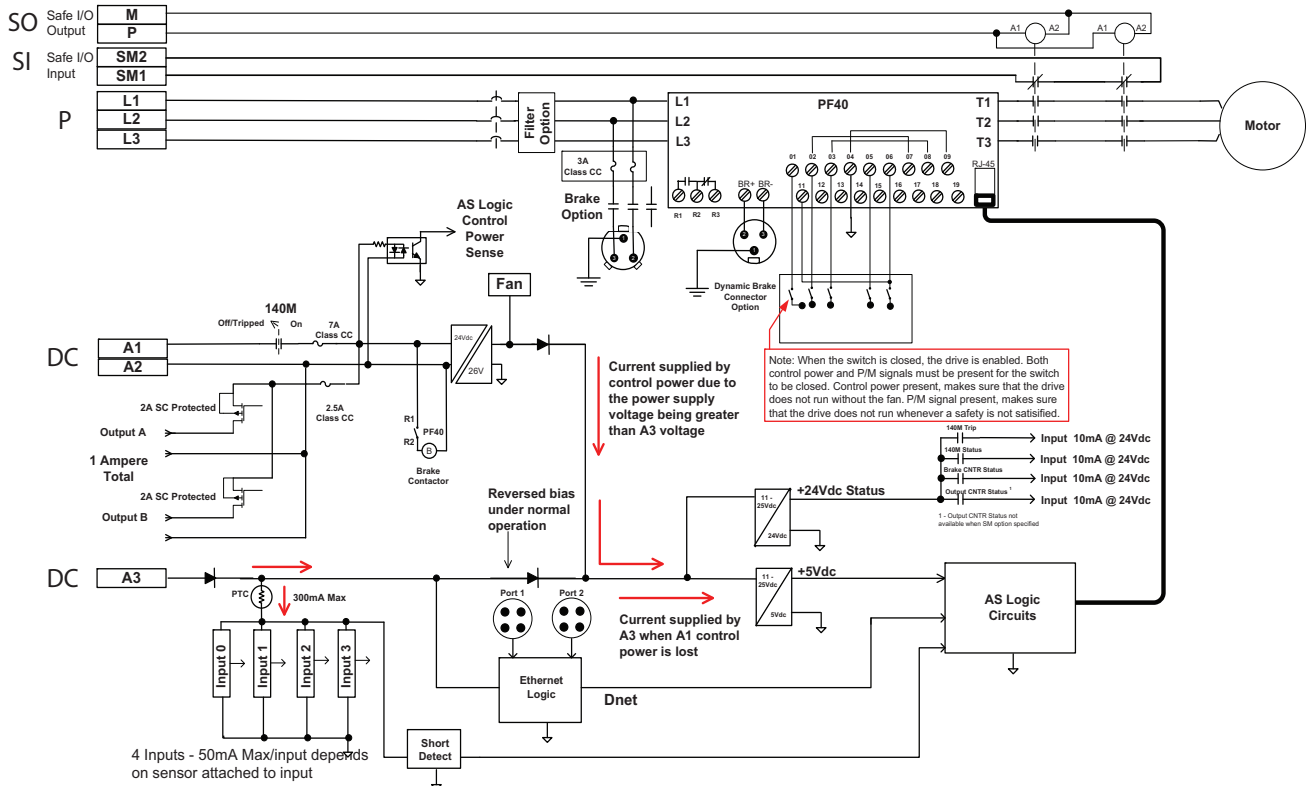 SO Safe I/O Output
M
P
SI Safe I/O Input
SM2
SM1
P
L1
L2
L3
Filter Option
A1 A2 A1 A2
L1
L2
L3
PF40
T1
T2
T3
Motor
RJ-45
01 02 03 04 05 06 07 08 09
11 12 13 14 15 16 17 18 19
R1 R2 R3
BR+ BR-
3A
Class CC
Brake
Option
1
3 2
2 3
1
Dynamic Brake
Connector
Option
AS Logic
Control
Power
Sense
Fan
140M
Off/Tripped On
7A
Class CC
DC
A1
A2
24Vdc
26V
2.5A
Class CC
2A SC Protected
Output A
1 Ampere
Total
2A SC Protected
Output B
R1
R2
PF40
B
Brake
Contactor
Current supplied by
control power due to
the power supply
voltage being greater
than A3 voltage
Note: When the switch is closed, the drive is enabled. Both
control power and P/M signals must be present for the switch
to be closed. Control power present, makes sure that the drive
does not run without the fan. P/M signal present, makes sure
that the drive does not run whenever a safety is not satisified.
140M Trip
Input 10mA @ 24Vdc
140M Status
Input 10mA @ 24Vdc
Brake CNTR Status
Input 10mA @ 24Vdc
Output CNTR Status 1
Input 10mA @ 24Vdc
1 - Output CNTR Status not
available when SM option specified
11 -
25Vdc
24Vdc
+24Vdc Status
Reversed bias
under normal
operation
DC
A3
PTC
300mA Max
Input 0
Input 1
Input 2
Input 3
Port 1
Port 2
Ethernet
Logic
Dnet
Current supplied by
A3 when A1 control
power is lost
11 -
25Vdc
5Vdc
+5Vdc
AS Logic
Circuits
Short
Detect
4 Inputs - 50mA Max/input depends
on sensor attached to input